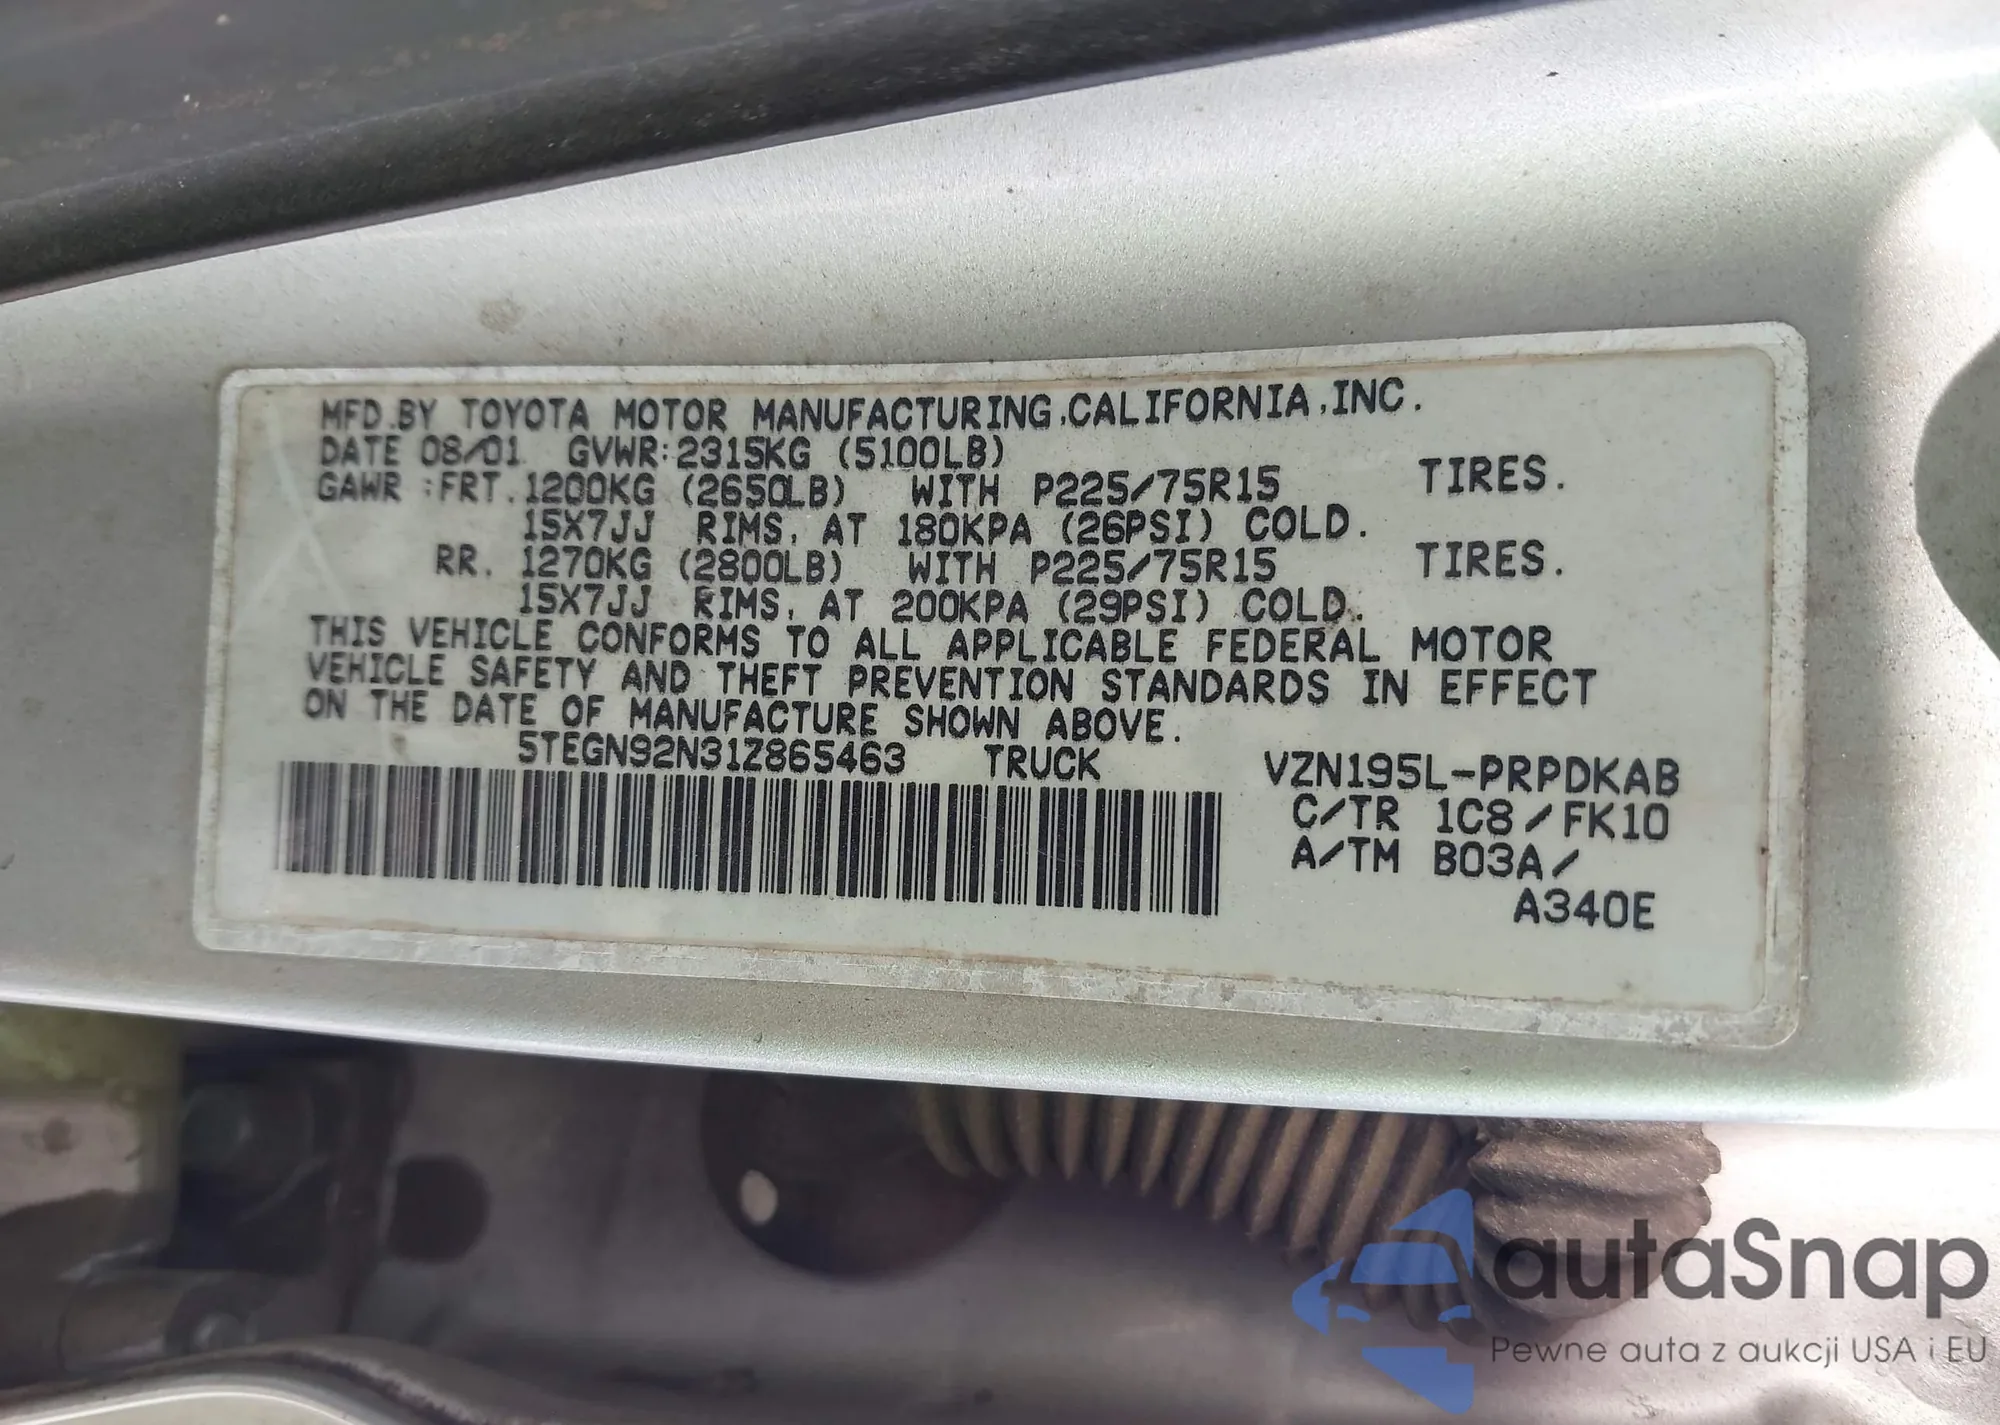 MFD.BY TOYOTA MOTOR MANUFACTURING,CALIFORNIA,INC.
DATE 08/01 GVWR:2315KG (5100LB)
GAWR :FRT.1200KG (2650LB) WITH P225/75R15 TIRES.
15X7JJ RIMS, AT 180KPA (26PSI) COLD.
RR. 1270KG (2800LB) WITH P225/75R15 TIRES.
15X7JJ RIMS, AT 200KPA (29PSI) COLD.
THIS VEHICLE CONFORMS TO ALL APPLICABLE FEDERAL MOTOR
VEHICLE SAFETY AND THEFT PREVENTION STANDARDS IN EFFECT
ON THE DATE OF MANUFACTURE SHOWN ABOVE.
5TEGN92N31Z865463 TRUCK VZN195L-PRPDKAB
C/TR 1C8/FK10
A/TM B03A/
A340E
autaSnap
Pewne auta z aukcji USA i EU